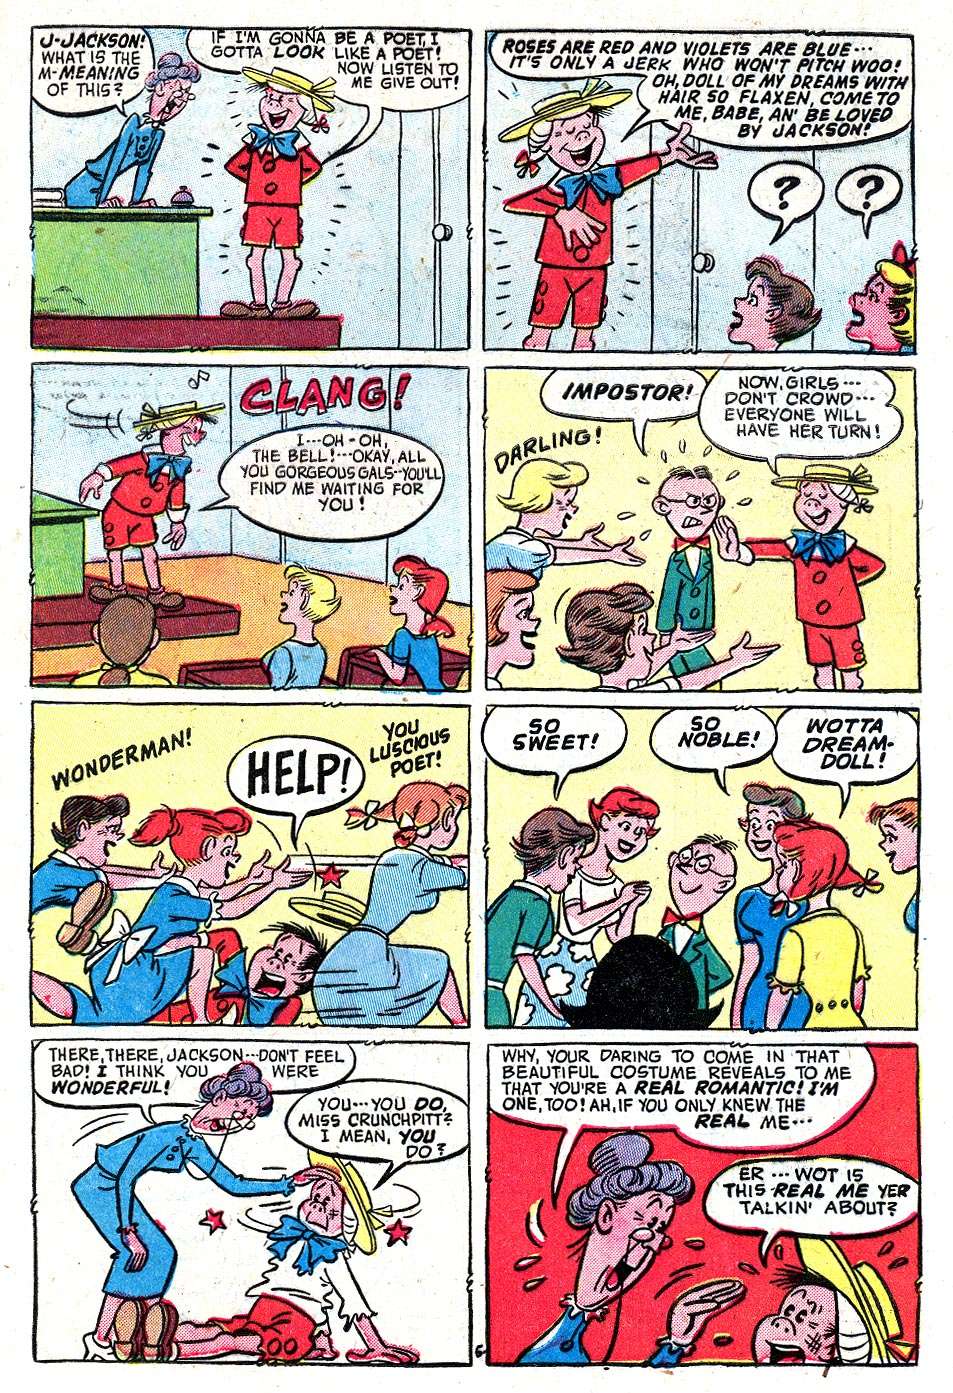 J-JACKSON!
WHAT IS THE
M-MEANING
OF THIS?
IF I'M GONNA BE A POET, I
GOTTA LOOK LIKE A POET!
NOW LISTEN TO
ME GIVE OUT!
ROSES ARE RED AND VIOLETS ARE BLUE---
IT'S ONLY A JERK WHO WON'T PITCH WOO!
OH, DOLL OF MY DREAMS WITH
HAIR SO FLAXEN, COME TO
ME, BABE, AN' BE LOVED
BY JACKSON!
?
?
CLANG!
I---OH-OH,
THE BELL!---OKAY, ALL
YOU GORGEOUS GALS--YOU'LL
FIND ME WAITING FOR
YOU!
DARLING!
IMPOSTOR!
NOW, GIRLS---
DON'T CROWD---
EVERYONE WILL
HAVE HER TURN!
WONDERMAN!
HELP!
YOU
LUSCIOUS
POET!
SO
SWEET!
SO
NOBLE!
WOTTA
DREAM-
DOLL!
THERE, THERE, JACKSON---DON'T FEEL
BAD! I THINK YOU WERE
WONDERFUL!
YOU---YOU DO,
MISS CRUNCHPITT?
I MEAN, YOU
DO?
WHY, YOUR DARING TO COME IN THAT
BEAUTIFUL COSTUME REVEALS TO ME
THAT YOU'RE A REAL ROMANTIC! I'M
ONE, TOO! AH, IF YOU ONLY KNEW THE
REAL ME---
ER---WOT IS
THIS REAL ME YER
TALKIN' ABOUT?
6